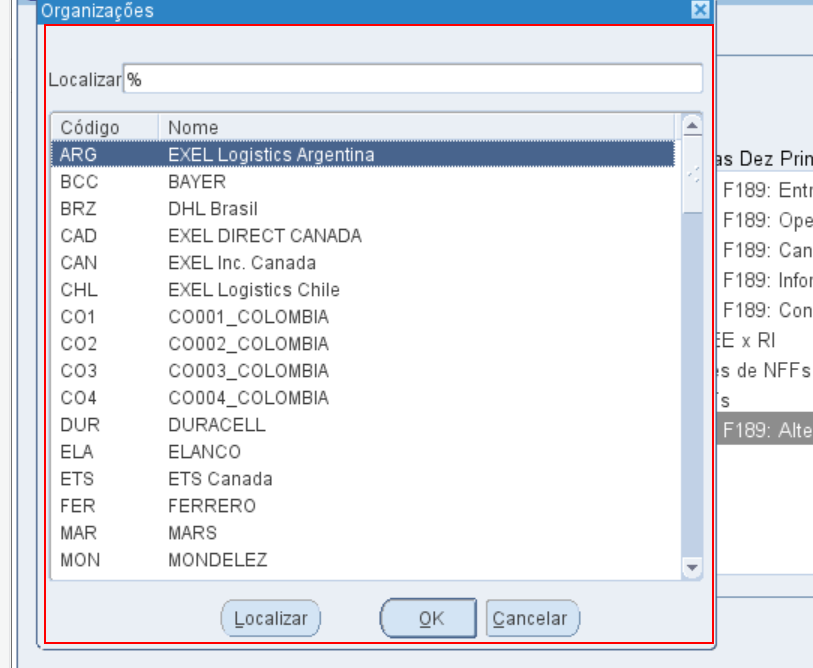 Organizações
Localizar %
Código Nome
ARG EXEL Logistics Argentina
BCC BAYER
BRZ DHL Brasil
CAD EXEL DIRECT CANADA
CAN EXEL Inc. Canada
CHL EXEL Logistics Chile
CO1 CO001_COLOMBIA
CO2 CO002_COLOMBIA
CO3 CO003_COLOMBIA
CO4 CO004_COLOMBIA
DUR DURACELL
ELA ELANCO
ETS ETS Canada
FER FERRERO
MAR MARS
MON MONDELEZ
Localizar OK Cancelar
as Dez Prin
F189: Entr
F189: Ope
F189: Can
F189: Infor
F189: Con
EE x RI
es de NFFs
Fs
F189: Alte